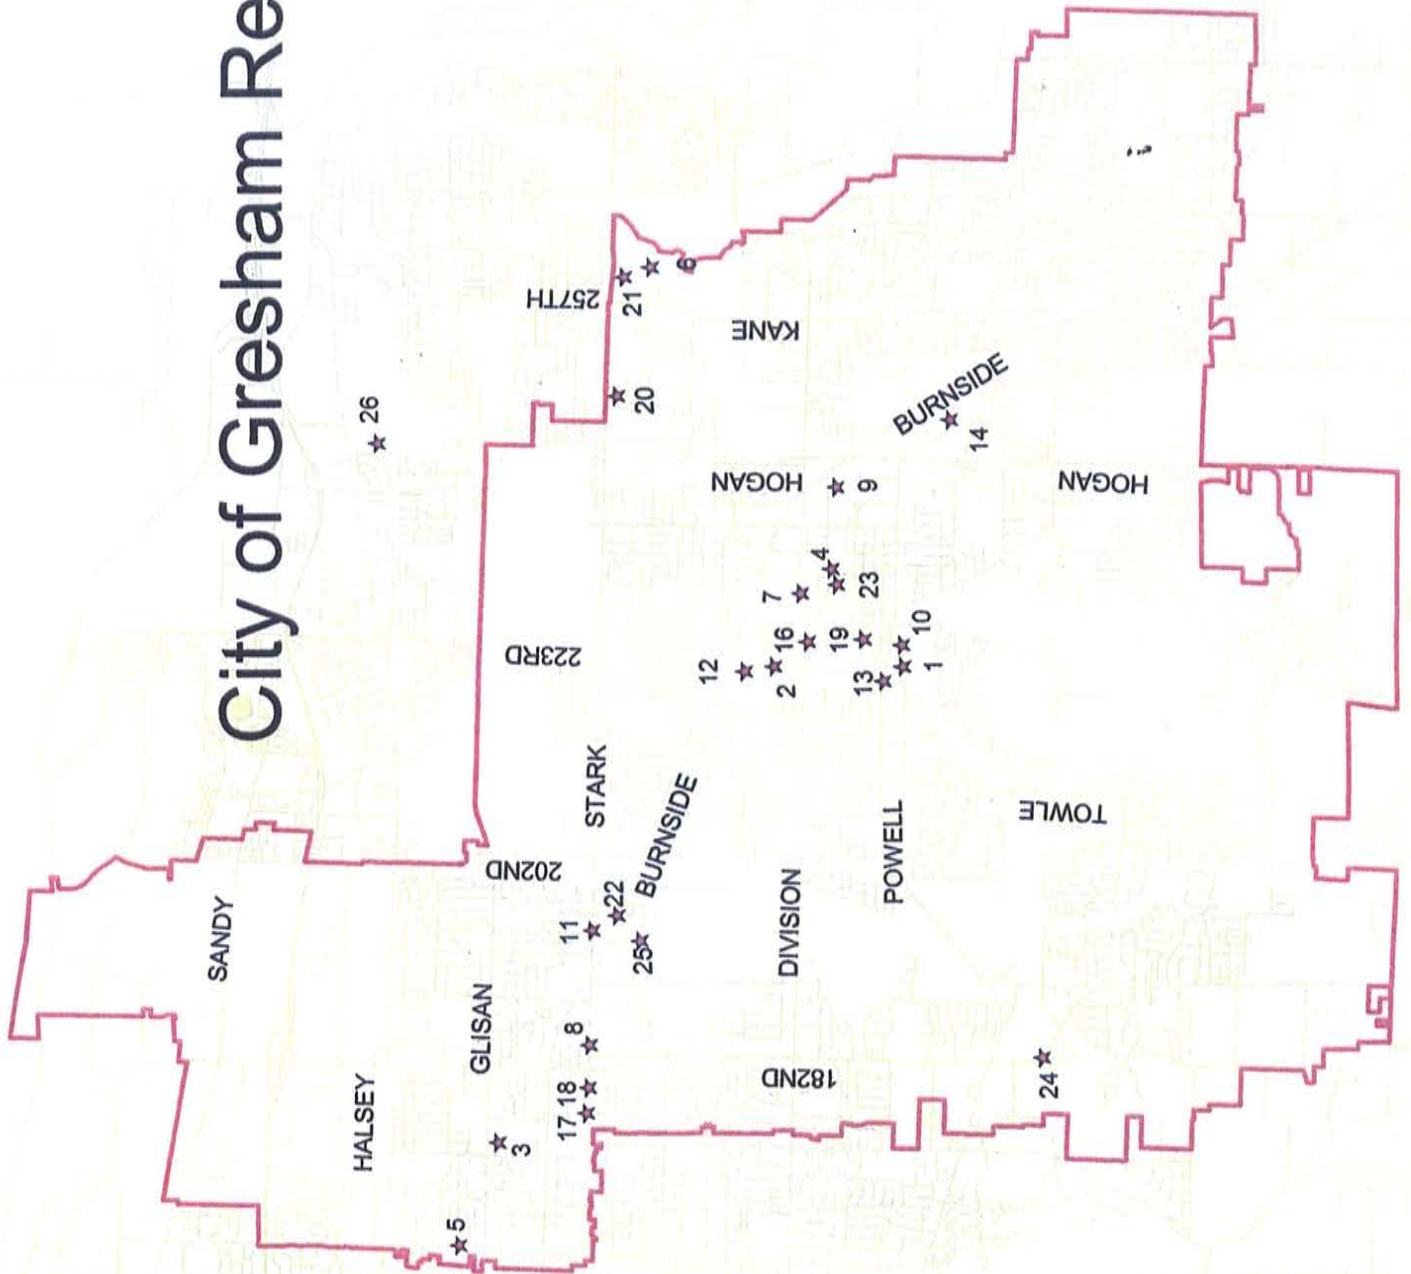 City of Gresham Re
SANDY
HALSEY
GLISAN
202ND
223RD
257TH
STARK
BURNSIDE
KANE
HOGAN
DIVISION
182ND
POWELL
TOWLE
BURNSIDE
HOGAN
26
5
3
17
18
8
11
22
25
20
21
6
12
2
16
7
4
23
9
19
13
10
1
14
24